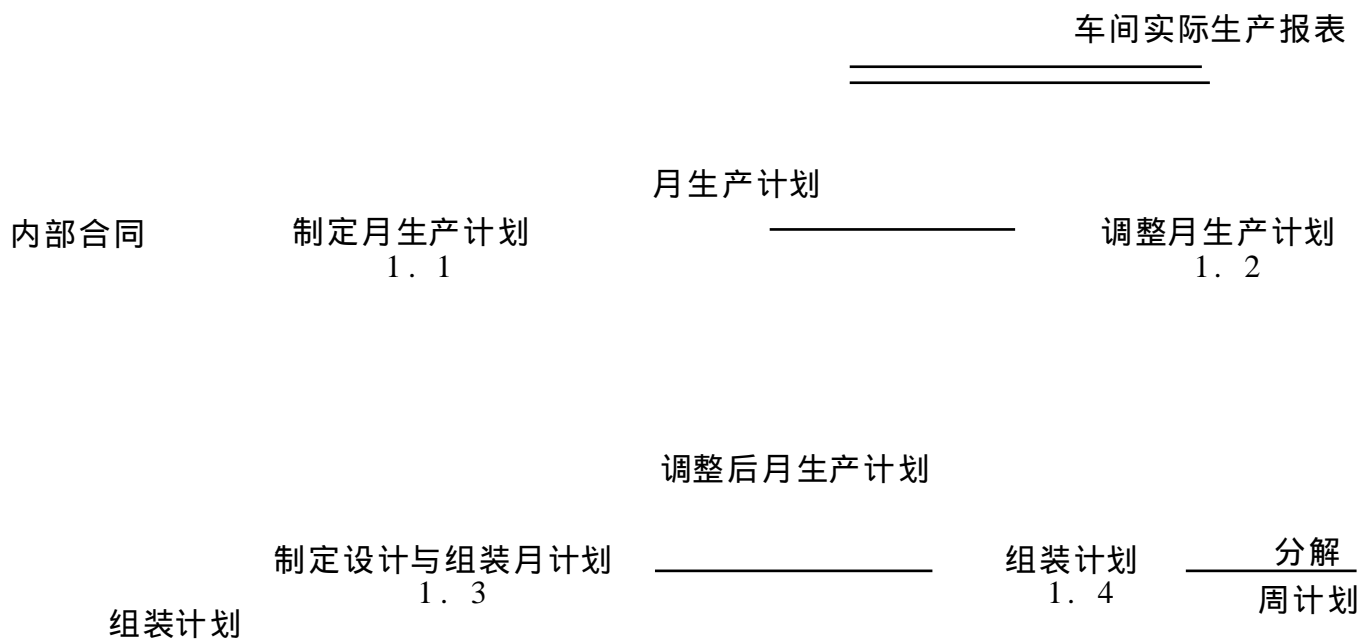 车间实际生产报表
月生产计划
内部合同
制定月生产计划
1．1
调整月生产计划
1．2
调整后月生产计划
制定设计与组装月计划
1．3
组装计划
1．4
分解
周计划
组装计划